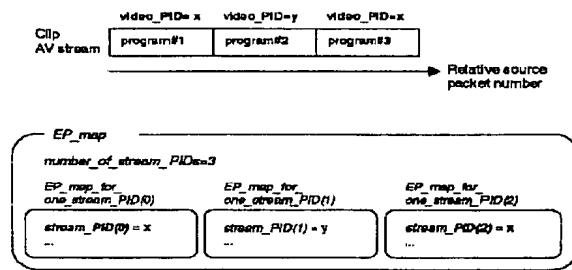 video_PID= x video_PID=y video_PID=x
Clip
AV stream
program#1 program#2 program#3
Relative source
packet number
EP_map
number_of_stream_PIDs=3
EP_map_for_
one_stream_PID(0)
EP_map_for_
one_stream_PID(1)
EP_map_for_
one_stream_PID(2)
stream_PID(0) = x
...
stream_PID(1) = y
...
stream_PID(2) = x
...